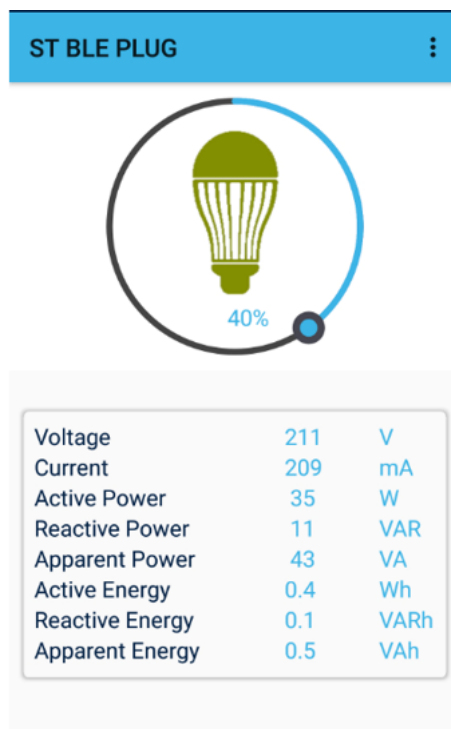 ST BLE PLUG
40%
Voltage 211 V
Current 209 mA
Active Power 35 W
Reactive Power 11 VAR
Apparent Power 43 VA
Active Energy 0.4 Wh
Reactive Energy 0.1 VARh
Apparent Energy 0.5 VAh